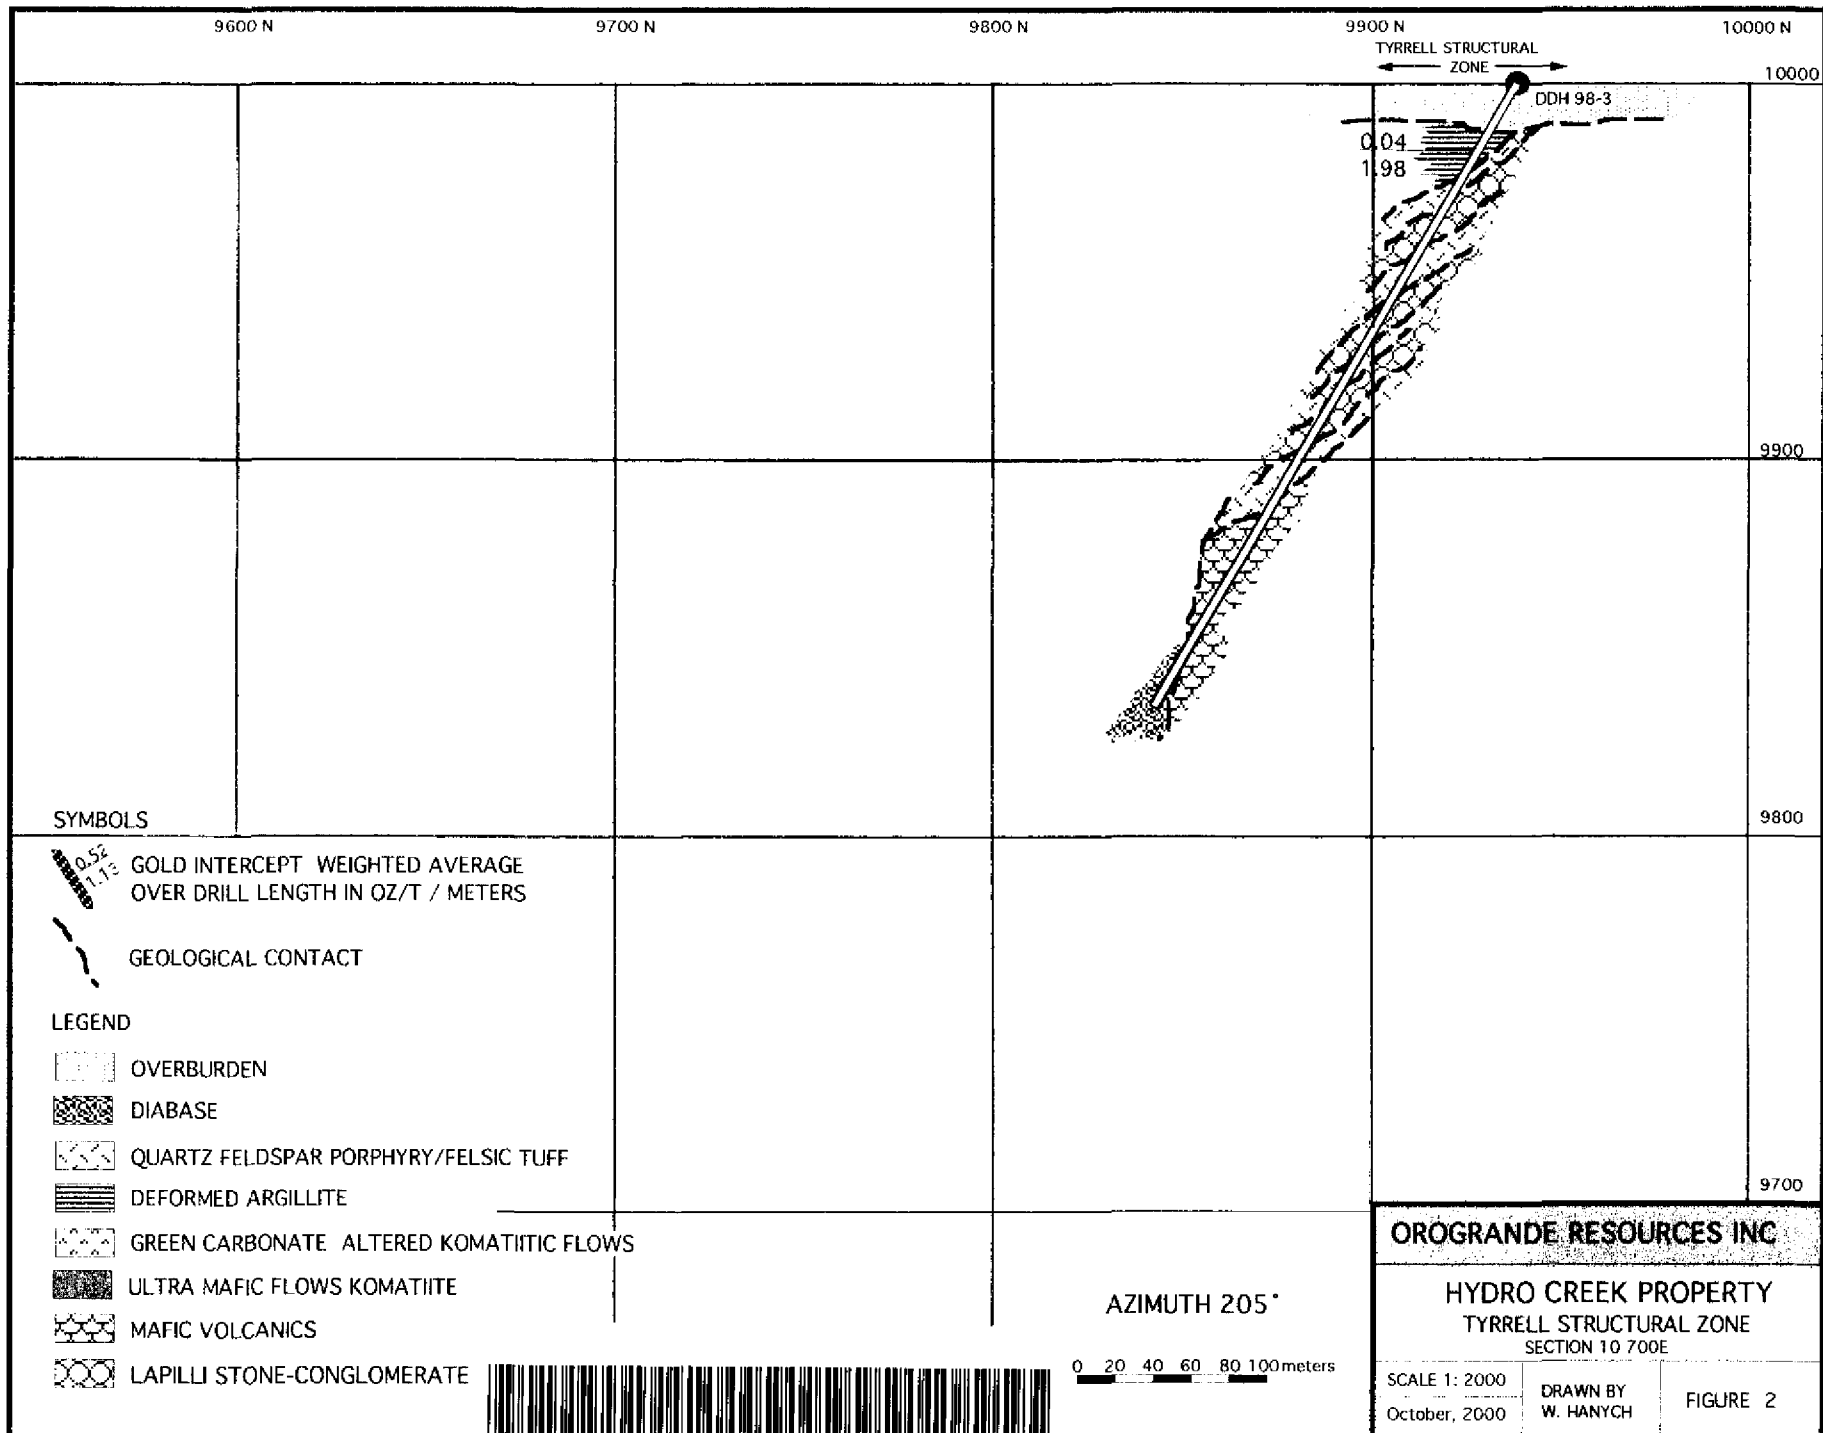 9600 N 9700 N 9800 N 9900 N 10000 N
TYRRELL STRUCTURAL
ZONE
10000
DDH 98-3
0.04
1.98
9900
9800
9700
SYMBOLS
0.52
1.13
GOLD INTERCEPT WEIGHTED AVERAGE
OVER DRILL LENGTH IN OZ/T / METERS
GEOLOGICAL CONTACT
LEGEND
OVERBURDEN
DIABASE
QUARTZ FELDSPAR PORPHYRY/FELSIC TUFF
DEFORMED ARGILLITE
GREEN CARBONATE ALTERED KOMATIITIC FLOWS
ULTRA MAFIC FLOWS KOMATIITE
MAFIC VOLCANICS
LAPILLI STONE-CONGLOMERATE
AZIMUTH 205°
0 20 40 60 80 100 meters
OROGRANDE RESOURCES INC
HYDRO CREEK PROPERTY
TYRRELL STRUCTURAL ZONE
SECTION 10 700E
SCALE 1: 2000
October, 2000
DRAWN BY
W. HANYCH
FIGURE 2